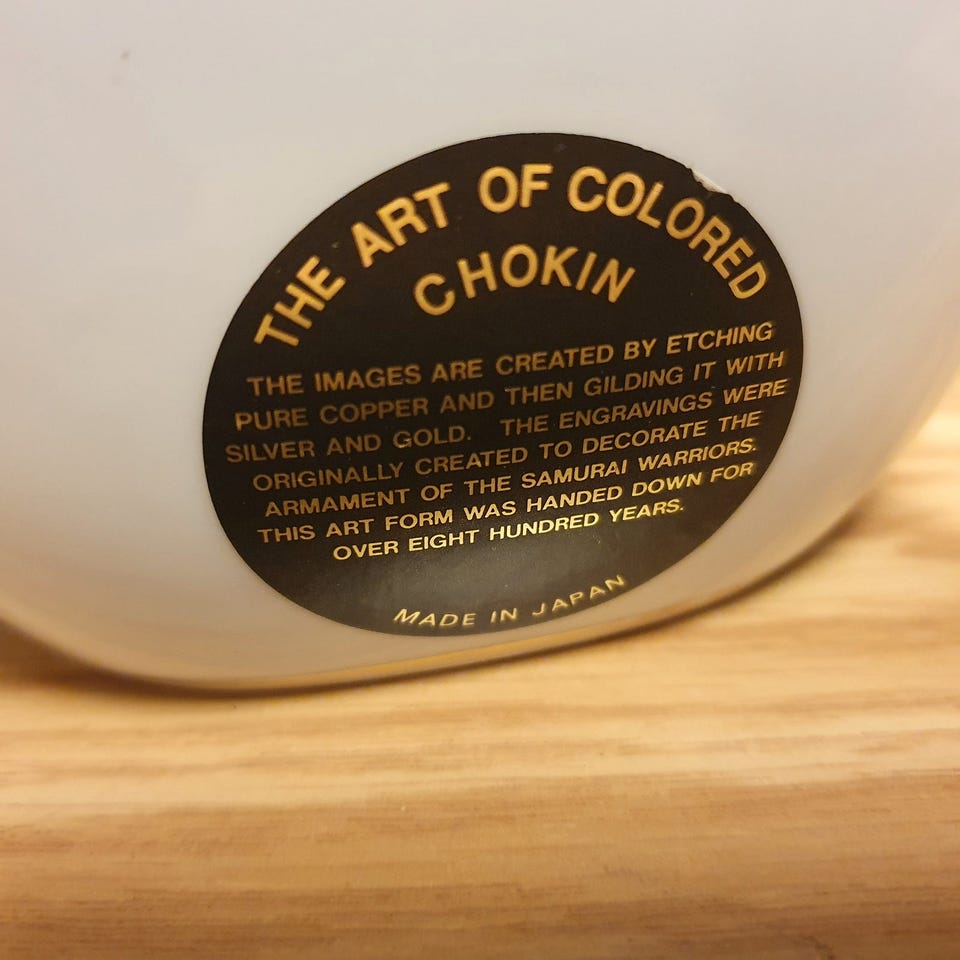 THE ART OF COLORED
CHOKIN
THE IMAGES ARE CREATED BY ETCHING
PURE COPPER AND THEN GILDING IT WITH
SILVER AND GOLD. THE ENGRAVINGS WERE
ORIGINALLY CREATED TO DECORATE THE
ARMAMENT OF THE SAMURAI WARRIORS.
THIS ART FORM WAS HANDED DOWN FOR
OVER EIGHT HUNDRED YEARS.
MADE IN JAPAN